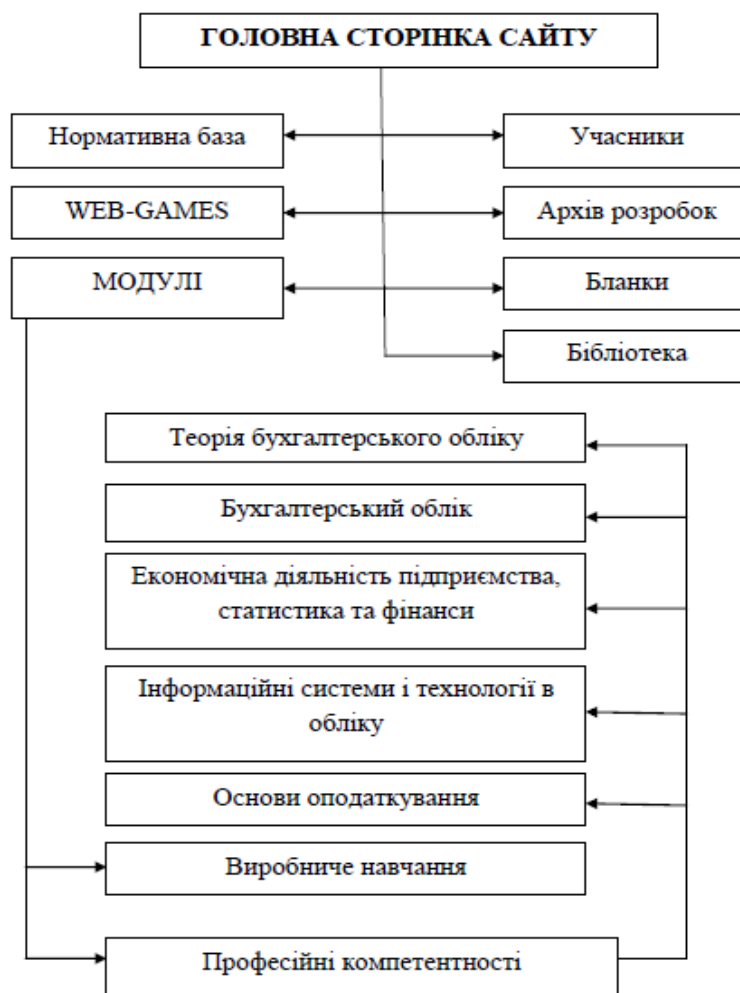 ГОЛОВНА СТОРІНКА САЙТУ
Нормативна база
Учасники
WEB-GAMES
Архів розробок
МОДУЛІ
Бланки
Бібліотека
Теорія бухгалтерського обліку
Бухгалтерський облік
Економічна діяльність підприємства,
статистика та фінанси
Інформаційні системи і технології в
обліку
Основи оподаткування
Виробниче навчання
Професійні компетентності